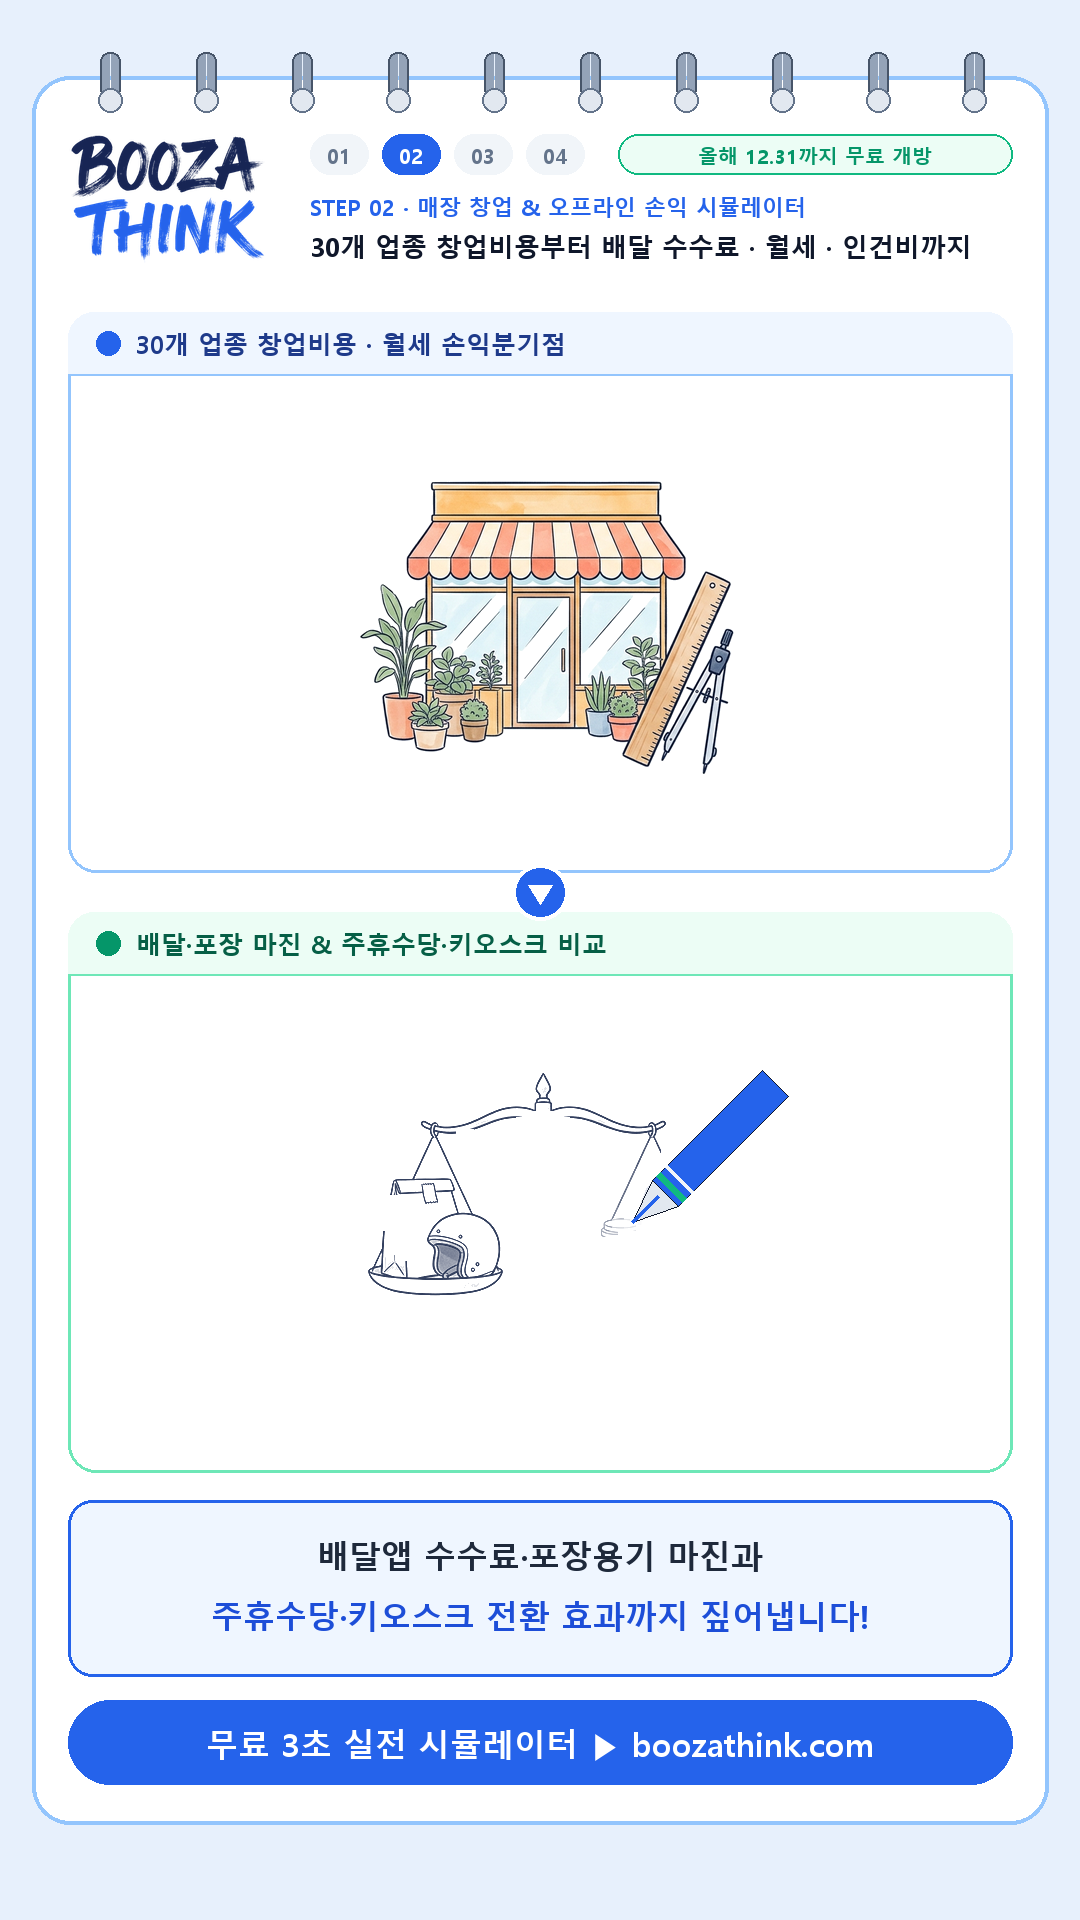 BOOZA
THINK
01 02 03 04
올해 12.31까지 무료 개방
STEP 02 · 매장 창업 & 오프라인 손익 시뮬레이터
30개 업종 창업비용부터 배달 수수료 · 월세 · 인건비까지
30개 업종 창업비용 · 월세 손익분기점
배달·포장 마진 & 주휴수당·키오스크 비교
배달앱 수수료·포장용기 마진과
주휴수당·키오스크 전환 효과까지 짚어냅니다!
무료 3초 실전 시뮬레이터 ▶ boozathink.com